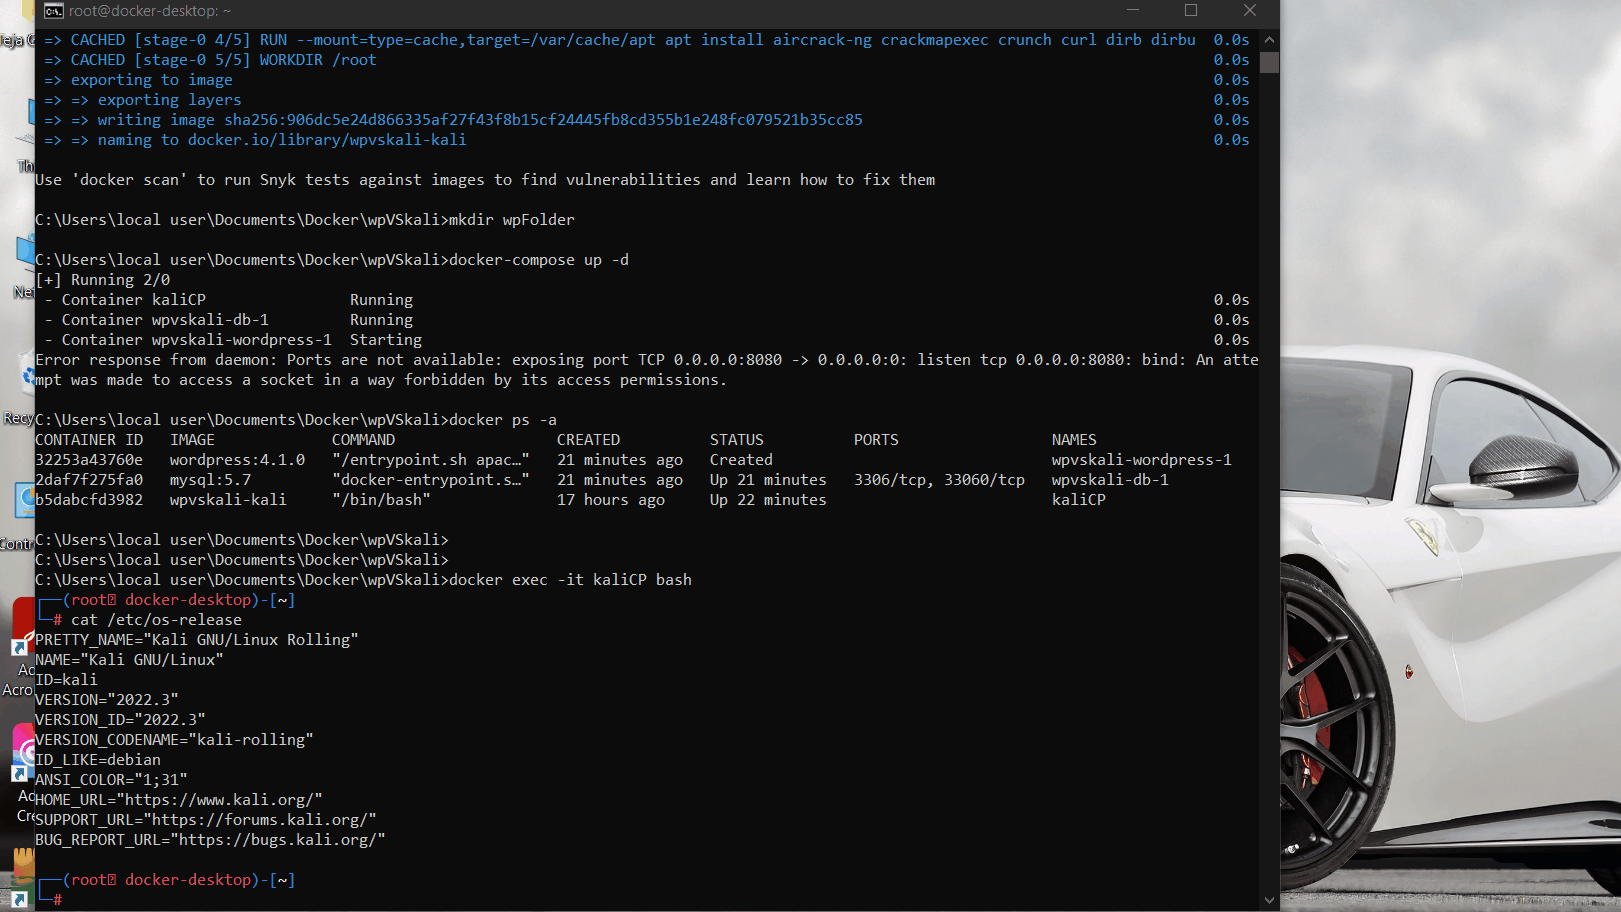 root@docker-desktop: ~
=> CACHED [stage-0 4/5] RUN --mount=type=cache,target=/var/cache/apt apt install aircrack-ng crackmapexec crunch curl dirb dirbu 0.0s
=> CACHED [stage-0 5/5] WORKDIR /root 0.0s
=> exporting to image 0.0s
=> => exporting layers 0.0s
=> => writing image sha256:906dc5e24d866335af27f43f8b15cf24445fb8cd355b1e248fc079521b35cc85 0.0s
=> => naming to docker.io/library/wpvskali-kali 0.0s
Use 'docker scan' to run Snyk tests against images to find vulnerabilities and learn how to fix them
C:\Users\local user\Documents\Docker\wpVSkali>mkdir wpFolder
C:\Users\local user\Documents\Docker\wpVSkali>docker-compose up -d
[+] Running 2/0
- Container kaliCP Running 0.0s
- Container wpvskali-db-1 Running 0.0s
- Container wpvskali-wordpress-1 Starting 0.0s
Error response from daemon: Ports are not available: exposing port TCP 0.0.0.0:8080 -> 0.0.0.0:0: listen tcp 0.0.0.0:8080: bind: An atte
mpt was made to access a socket in a way forbidden by its access permissions.
C:\Users\local user\Documents\Docker\wpVSkali>docker ps -a
CONTAINER ID IMAGE COMMAND CREATED STATUS PORTS NAMES
32253a43760e wordpress:4.1.0 "/entrypoint.sh apac…" 21 minutes ago Created wpvskali-wordpress-1
2daf7f275fa0 mysql:5.7 "docker-entrypoint.s…" 21 minutes ago Up 21 minutes 3306/tcp, 33060/tcp wpvskali-db-1
b5dabcfd3982 wpvskali-kali "/bin/bash" 17 hours ago Up 22 minutes kaliCP
C:\Users\local user\Documents\Docker\wpVSkali>
C:\Users\local user\Documents\Docker\wpVSkali>
C:\Users\local user\Documents\Docker\wpVSkali>docker exec -it kaliCP bash
┌──(root docker-desktop)-[~]
└─# cat /etc/os-release
PRETTY_NAME="Kali GNU/Linux Rolling"
NAME="Kali GNU/Linux"
ID=kali
VERSION="2022.3"
VERSION_ID="2022.3"
VERSION_CODENAME="kali-rolling"
ID_LIKE=debian
ANSI_COLOR="1;31"
HOME_URL="https://www.kali.org/"
SUPPORT_URL="https://forums.kali.org/"
BUG_REPORT_URL="https://bugs.kali.org/"
┌──(root docker-desktop)-[~]
└─#
Teja
Th
Net
Recy
Contr
Ad
Acro
Ad
Cre